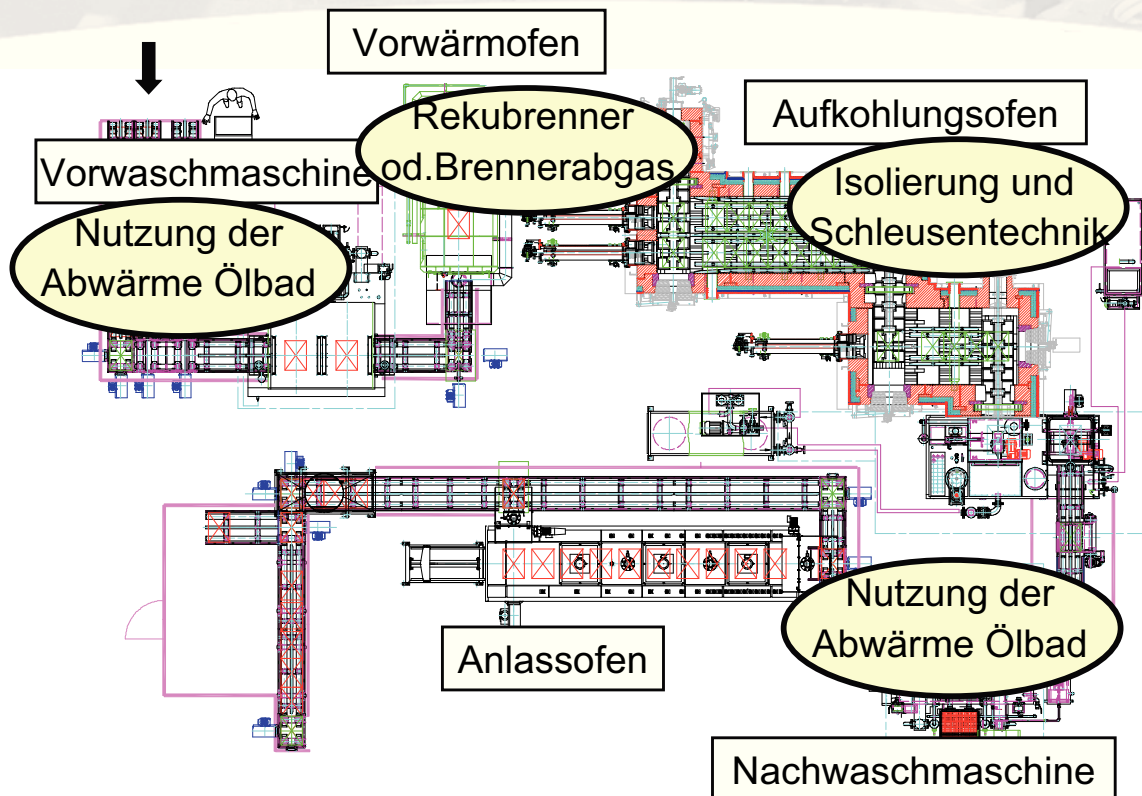 Vorwärmofen
Rekubrenner
od.Brennerabgas
Aufkohlungsofen
Isolierung und
Schleusentechnik
Vorwaschmaschine
Nutzung der
Abwärme Ölbad
Nutzung der
Abwärme Ölbad
Anlassofen
Nachwaschmaschine